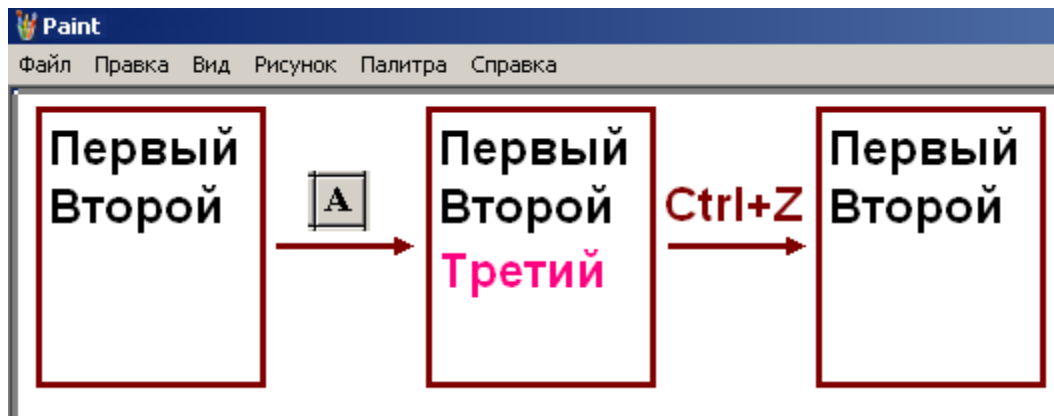 Paint
Файл Правка Вид Рисунок Палитра Справка
Первый
Второй
A
Первый
Второй
Третий
Ctrl+Z
Первый
Второй